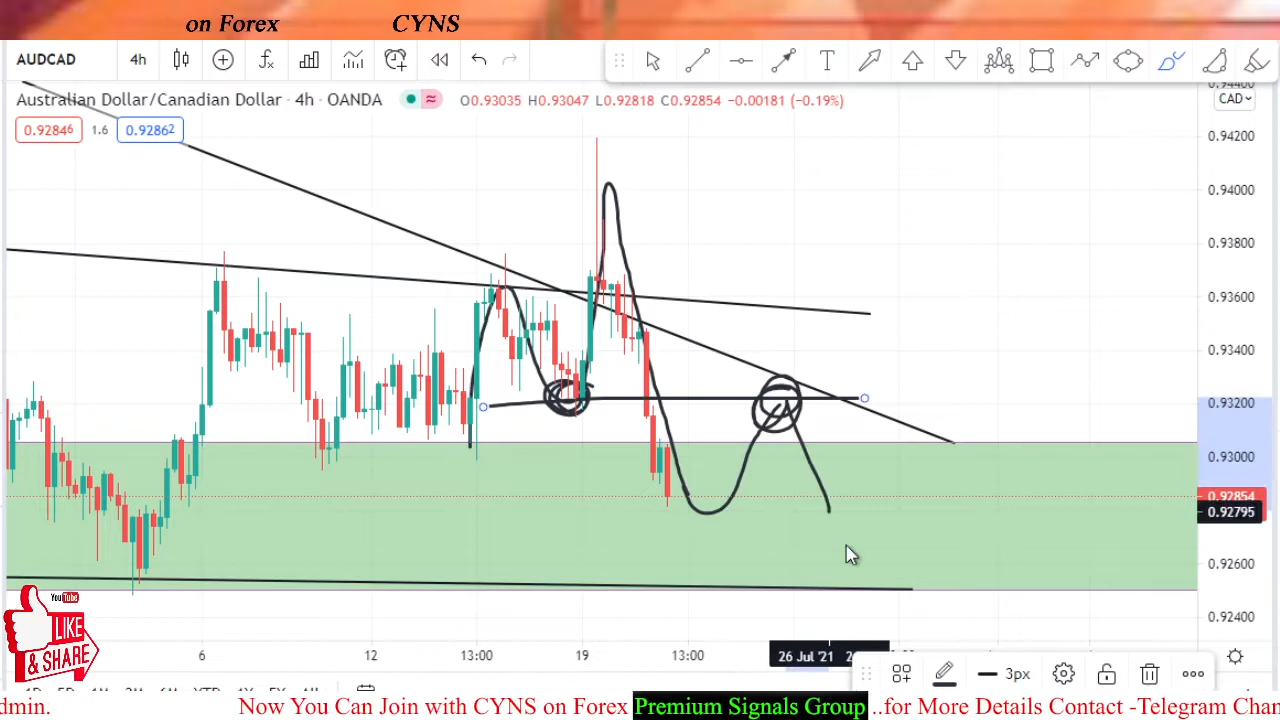 on Forex CYNS
AUDCAD 4h
Australian Dollar/Canadian Dollar · 4h · OANDA O0.93035 H0.93047 L0.92818 C0.92854 −0.00181 (−0.19%)
CAD
0.92846 1.6 0.92862
0.94200
0.94000
0.93800
0.93600
0.93400
0.93200
0.93000
0.92854
0.92795
0.92600
0.92400
You Tube
LIKE
& SHARE
6 12 13:00 19 13:00 26 Jul '21
3px
dmin. Now You Can Join with CYNS on Forex Premium Signals Group ..for More Details Contact -Telegram Chan